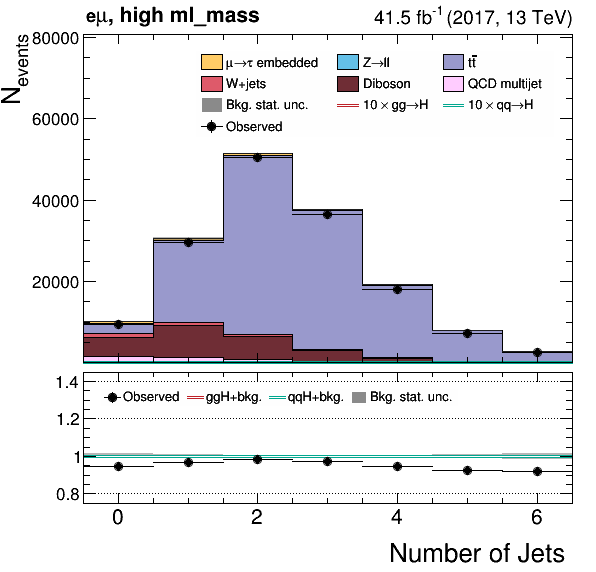 eμ, high ml_mass 41.5 fb⁻¹ (2017, 13 TeV)
N_events
80000
60000
40000
20000
μ→τ embedded Z→ll tt̄
W+jets Diboson QCD multijet
Bkg. stat. unc. 10 × gg→H 10 × qq→H
Observed
1.4
1.2
1
0.8
Observed ggH+bkg. qqH+bkg. Bkg. stat. unc.
0 2 4 6
Number of Jets